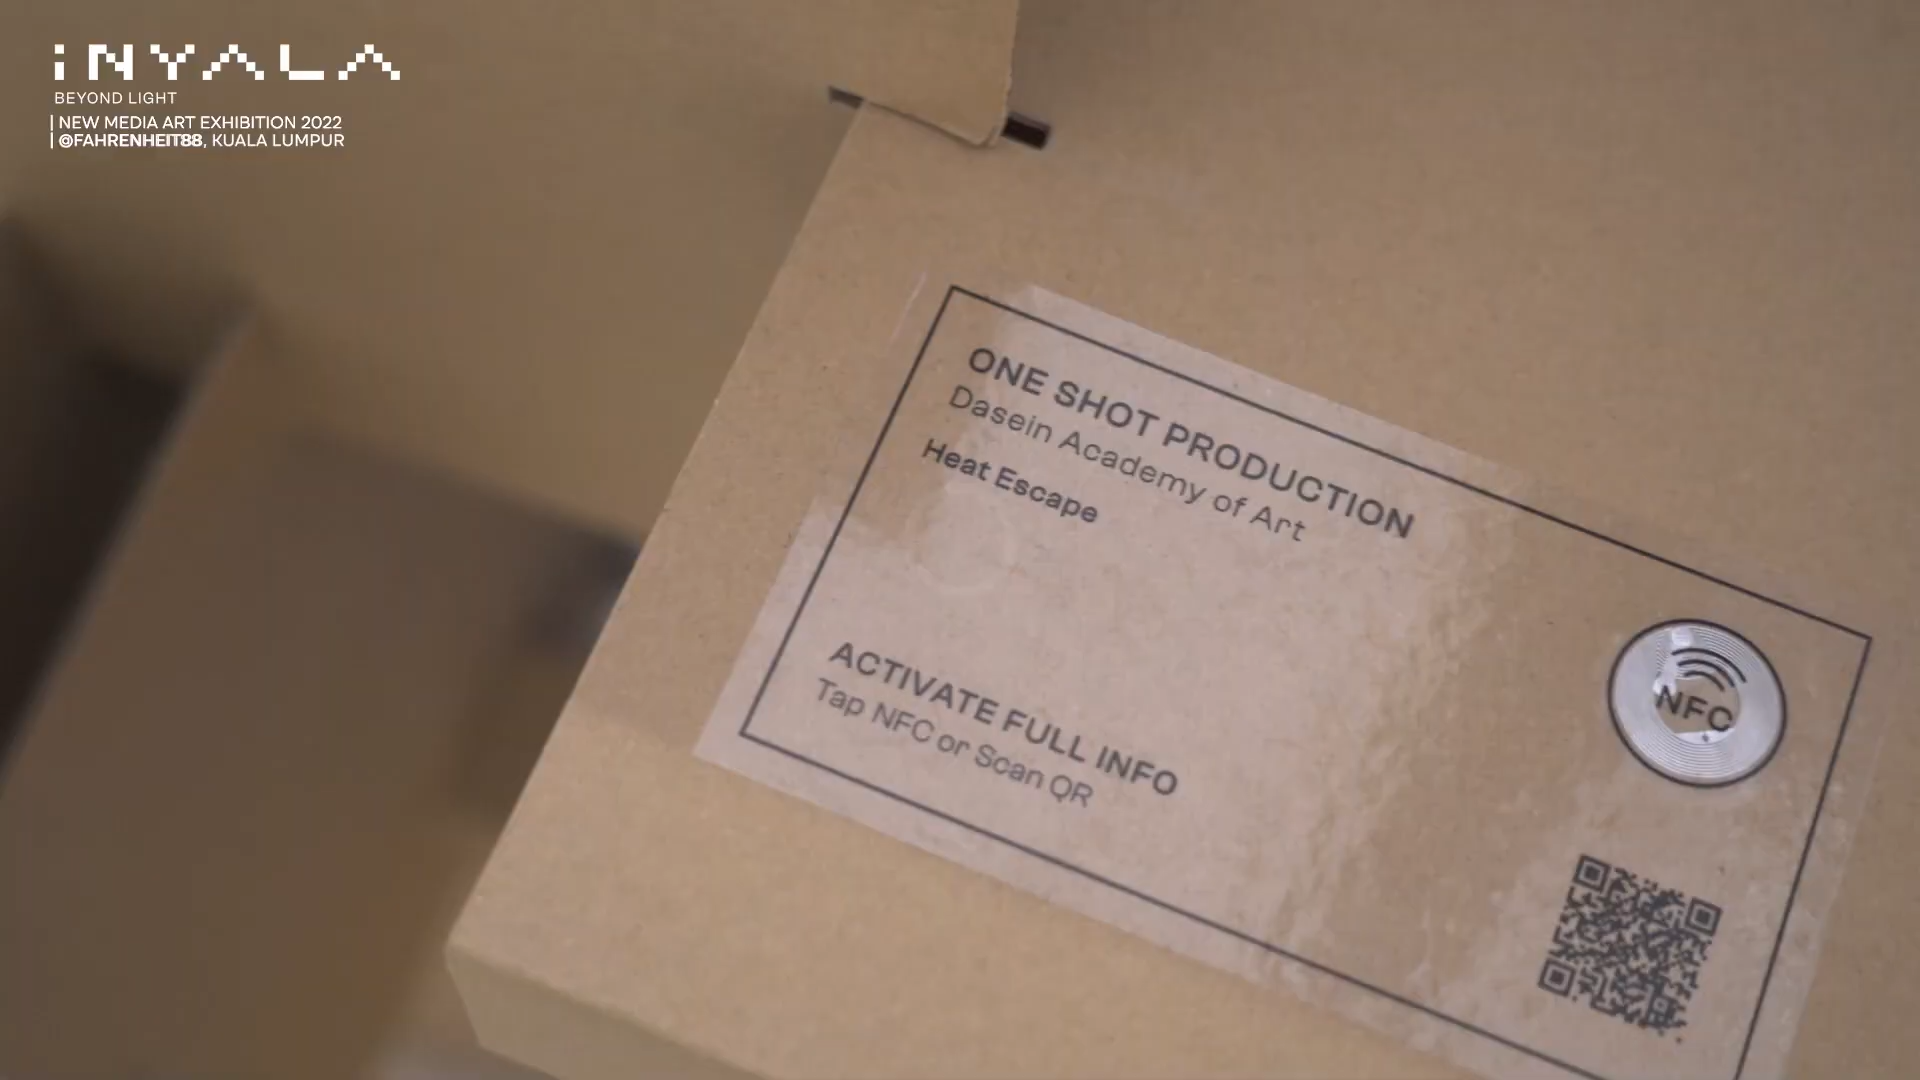 iNYALA
BEYOND LIGHT
NEW MEDIA ART EXHIBITION 2022
@FAHRENHEIT88, KUALA LUMPUR
ONE SHOT PRODUCTION
Dasein Academy of Art
Heat Escape
ACTIVATE FULL INFO
Tap NFC or Scan QR
NFC